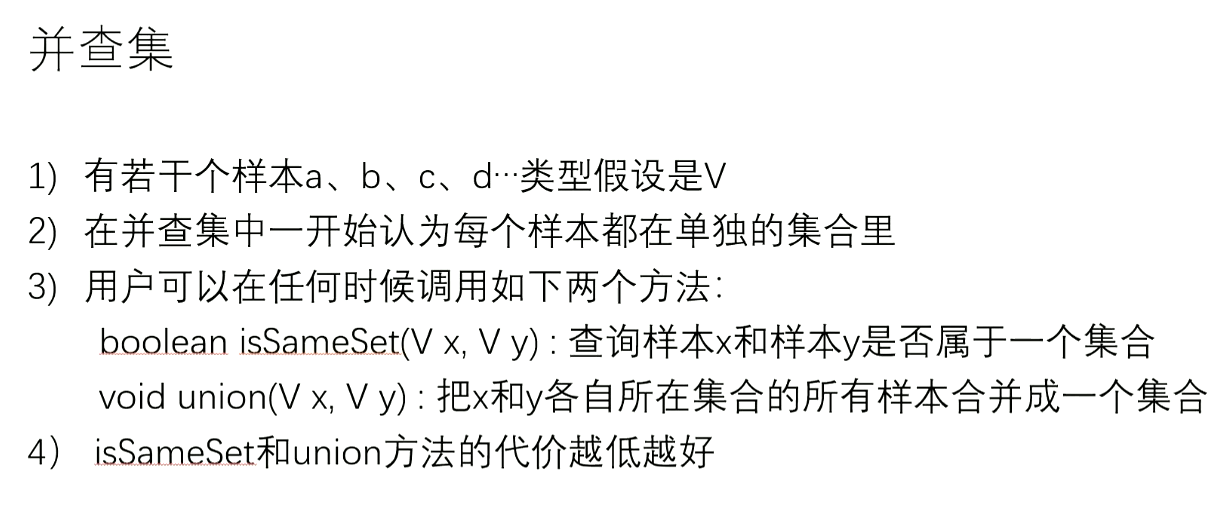 并查集
1) 有若干个样本a、b、c、d…类型假设是V
2) 在并查集中一开始认为每个样本都在单独的集合里
3) 用户可以在任何时候调用如下两个方法：
boolean isSameSet(V x, V y) : 查询样本x和样本y是否属于一个集合
void union(V x, V y) : 把x和y各自所在集合的所有样本合并成一个集合
4） isSameSet和union方法的代价越低越好